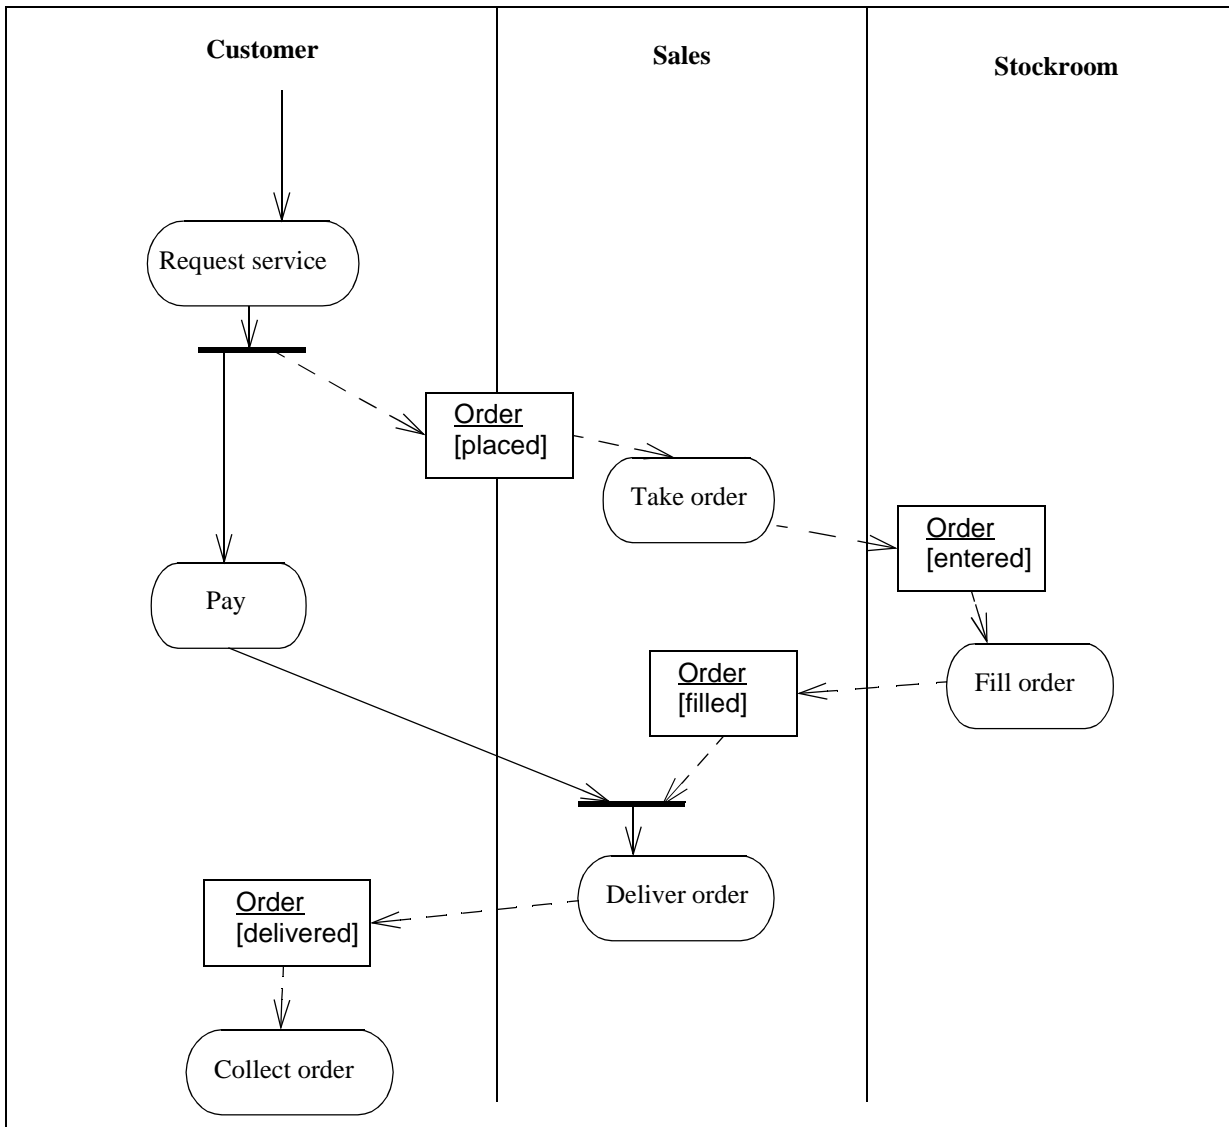 Customer
Sales
Stockroom
Request service
Order
[placed]
Take order
Order
[entered]
Pay
Order
[filled]
Fill order
Deliver order
Order
[delivered]
Collect order